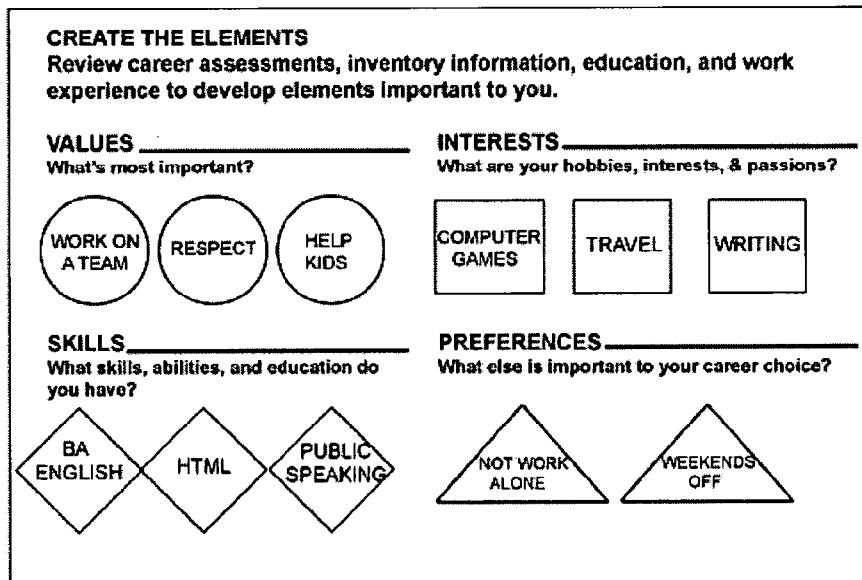 CREATE THE ELEMENTS
Review career assessments, inventory information, education, and work
experience to develop elements important to you.
VALUES
What's most important?
WORK ON
A TEAM
RESPECT
HELP
KIDS
INTERESTS
What are your hobbies, interests, & passions?
COMPUTER
GAMES
TRAVEL
WRITING
SKILLS
What skills, abilities, and education do
you have?
BA
ENGLISH
HTML
PUBLIC
SPEAKING
PREFERENCES
What else is important to your career choice?
NOT WORK
ALONE
WEEKENDS
OFF